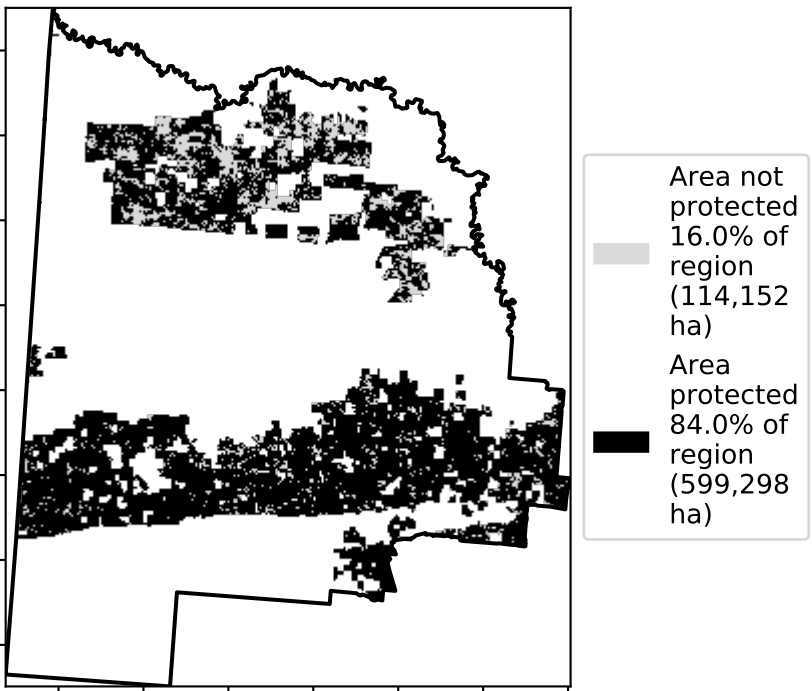 Area not
protected
16.0% of
region
(114,152
ha)
Area
protected
84.0% of
region
(599,298
ha)